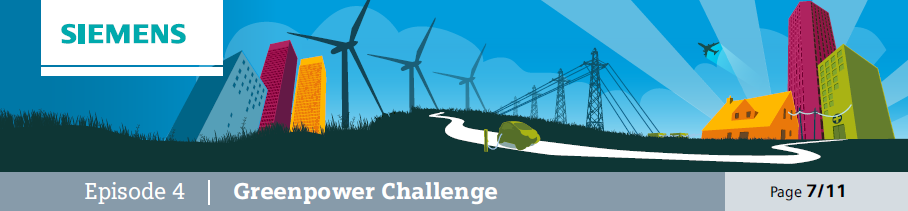 SIEMENS
Episode 4 | Greenpower Challenge
Page 7/11